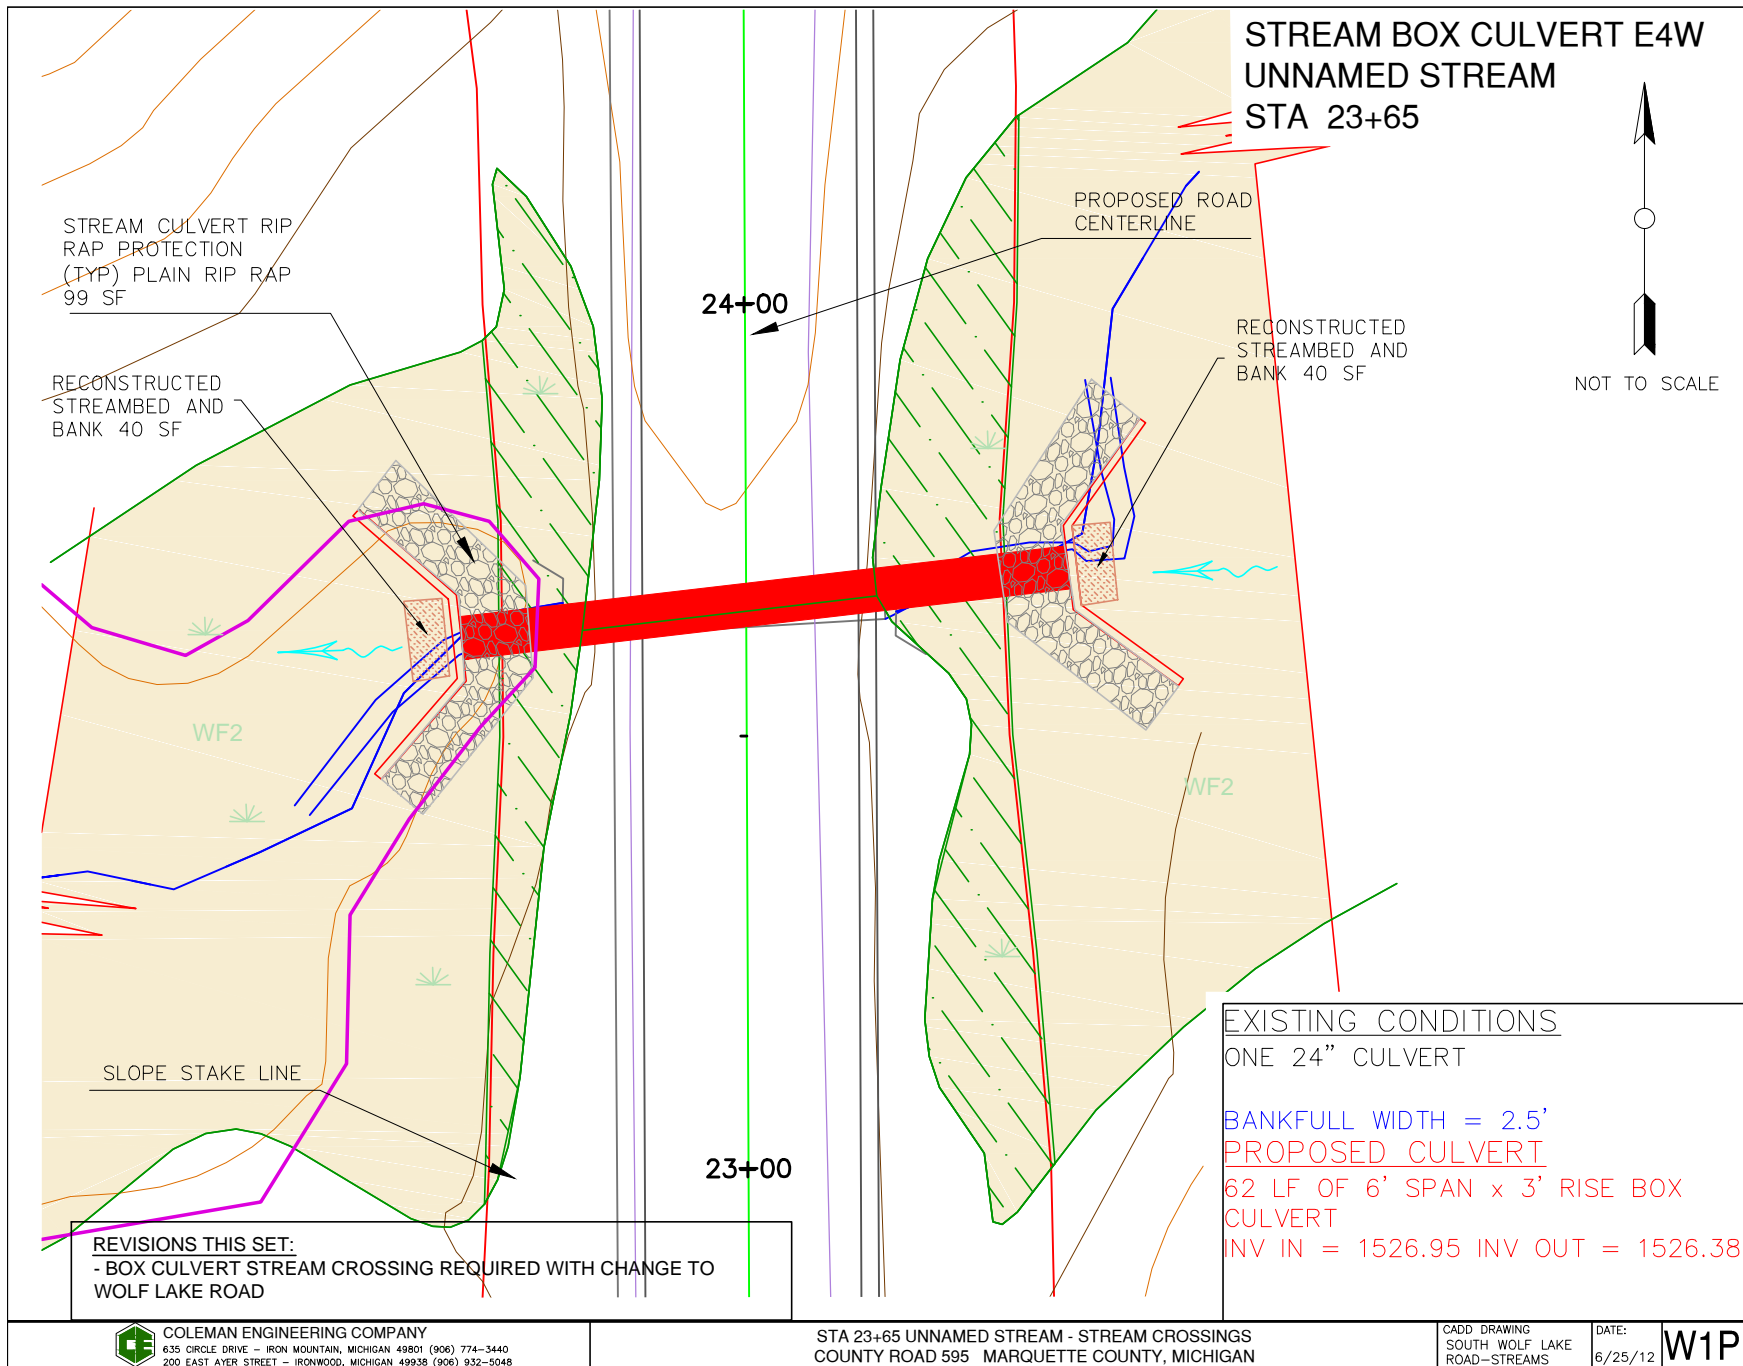 STREAM BOX CULVERT E4W
UNNAMED STREAM
STA 23+65
PROPOSED ROAD
CENTERLINE
STREAM CULVERT RIP
RAP PROTECTION
(TYP) PLAIN RIP RAP
99 SF
24+00
RECONSTRUCTED
STREAMBED AND
BANK 40 SF
NOT TO SCALE
RECONSTRUCTED
STREAMBED AND
BANK 40 SF
WF2
WF2
SLOPE STAKE LINE
23+00
EXISTING CONDITIONS
ONE 24” CULVERT
BANKFULL WIDTH = 2.5’
PROPOSED CULVERT
62 LF OF 6’ SPAN x 3’ RISE BOX
CULVERT
INV IN = 1526.95 INV OUT = 1526.38
REVISIONS THIS SET:
- BOX CULVERT STREAM CROSSING REQUIRED WITH CHANGE TO
WOLF LAKE ROAD
CE
COLEMAN ENGINEERING COMPANY
635 CIRCLE DRIVE – IRON MOUNTAIN, MICHIGAN 49801 (906) 774–3440
200 EAST AYER STREET – IRONWOOD, MICHIGAN 49938 (906) 932–5048
STA 23+65 UNNAMED STREAM - STREAM CROSSINGS
COUNTY ROAD 595 MARQUETTE COUNTY, MICHIGAN
CADD DRAWING
SOUTH WOLF LAKE
ROAD–STREAMS
DATE:
6/25/12
W1P